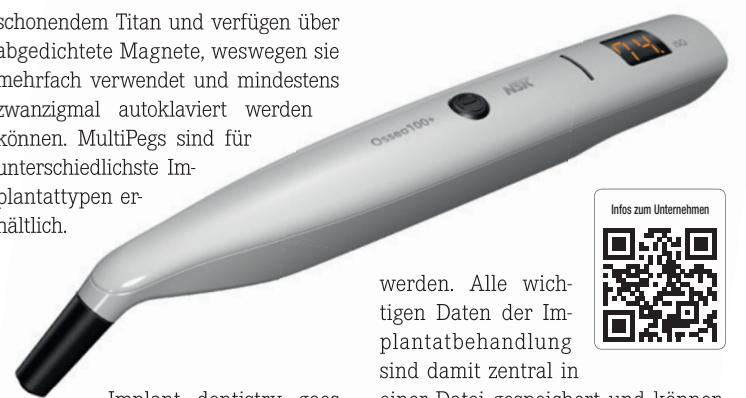 schonendem Titan und verfügen über
abgedichtete Magnete, weswegen sie
mehrfach verwendet und mindestens
zwanzigmal autoklaviert werden
können. MultiPegs sind für
unterschiedlichste Im-
plantattypen er-
hältlich.
Osseo100+
NSK
74.
ISQ
Infos zum Unternehmen
werden. Alle wich-
tigen Daten der Im-
plantatbehandlung
sind damit zentral in
einer Datei gespeichert und können
Implant dentistry goes